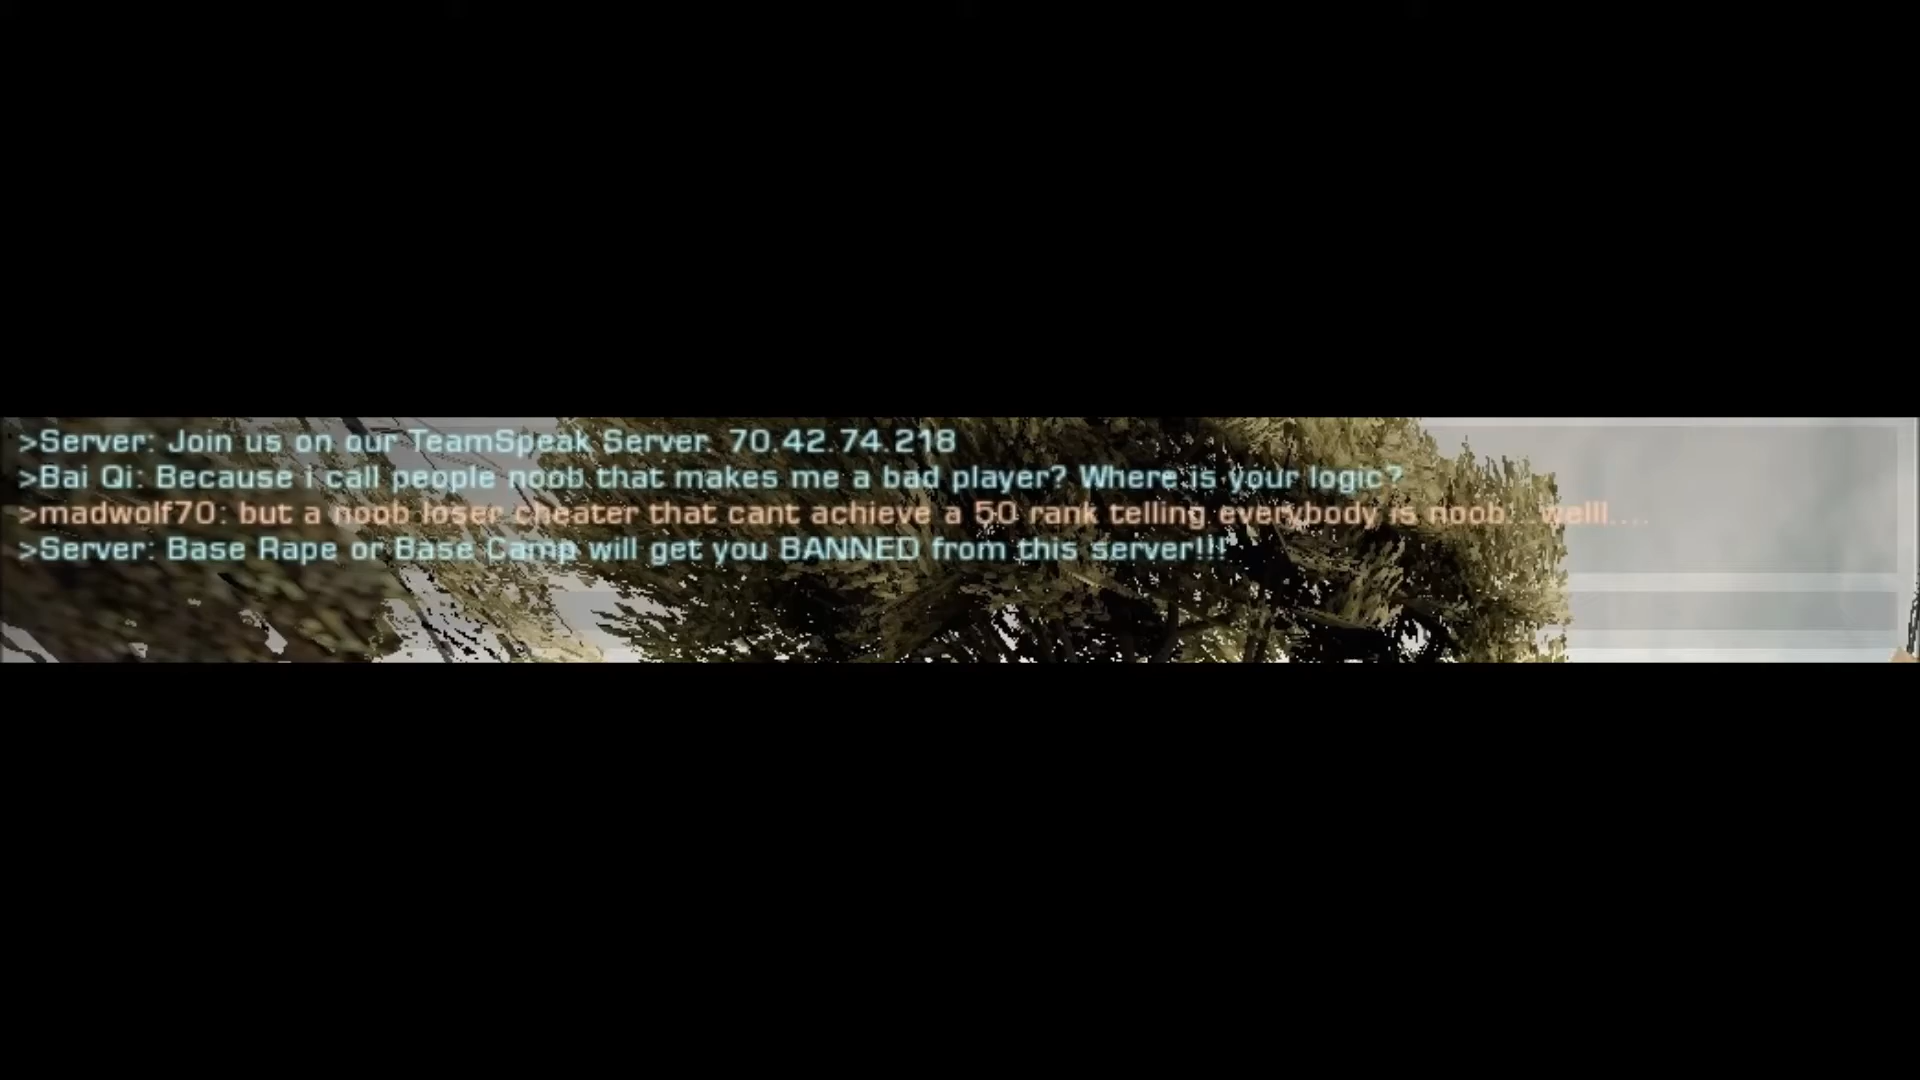 >Server: Join us on our TeamSpeak Server: 70.42.74.218
>Bai Qi: Because i call people noob that makes me a bad player? Where is your logic?
>madwolf70: but a noob loser cheater that cant achieve a 50 rank telling everybody is noob...welll....
>Server: Base Rape or Base Camp will get you BANNED from this server!!!